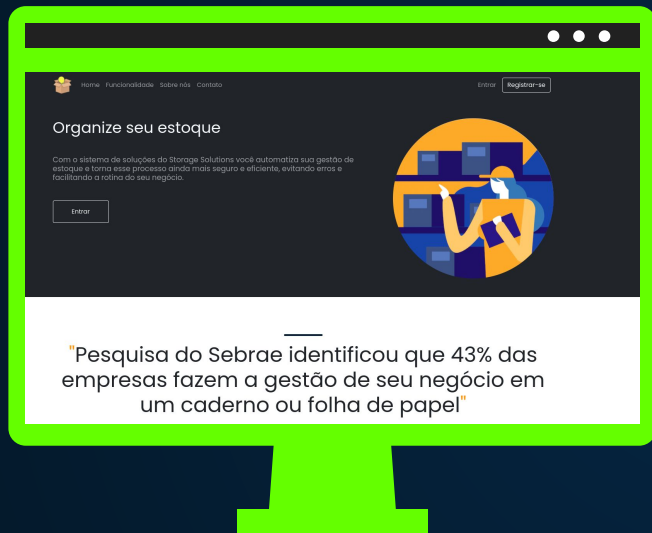 Home Funcionalidade Sobre nós Contato Entrar Registrar-se
Organize seu estoque
Com o sistema de soluções do Storage Solutions você automatiza sua gestão de
estoque e torna esse processo ainda mais seguro e eficiente, evitando erros e
facilitando a rotina do seu negócio.
Entrar
"Pesquisa do Sebrae identificou que 43% das
empresas fazem a gestão de seu negócio em
um caderno ou folha de papel"